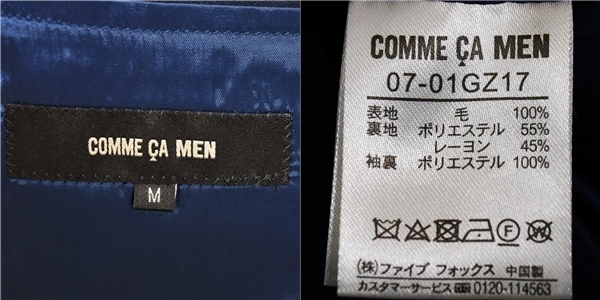 COMME ÇA MEN
M
COMME ÇA MEN
07-01GZ17
表地 毛 100%
裏地 ポリエステル 55%
レーヨン 45%
袖裏 ポリエステル 100%
(株)ファイブ フォックス 中国製
カスタマーサービス 0120-114563